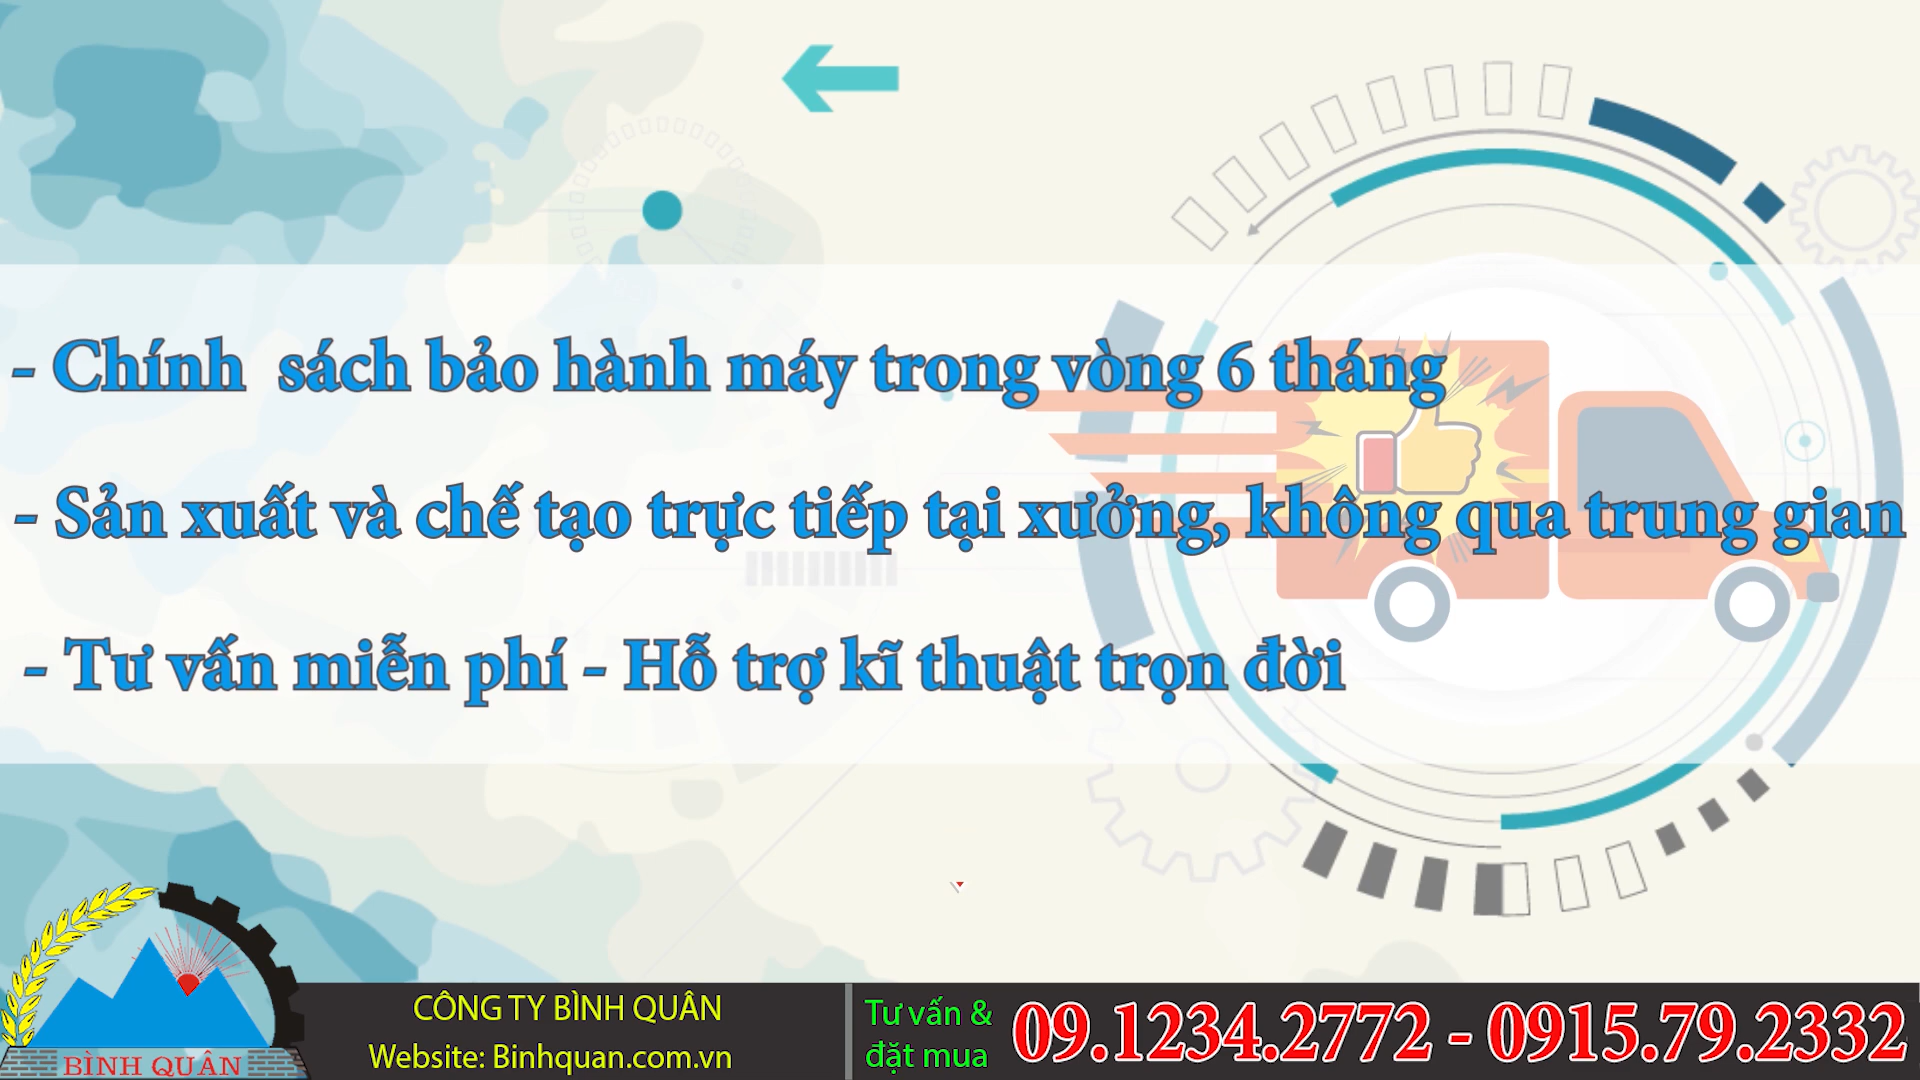 - Chính sách bảo hành máy trong vòng 6 tháng
- Sản xuất và chế tạo trực tiếp tại xưởng, không qua trung gian
- Tư vấn miễn phí - Hỗ trợ kĩ thuật trọn đời
BÌNH QUÂN
CÔNG TY BÌNH QUÂN
Website: Binhquan.com.vn
Tư vấn &
đặt mua
09.1234.2772 - 0915.79.2332